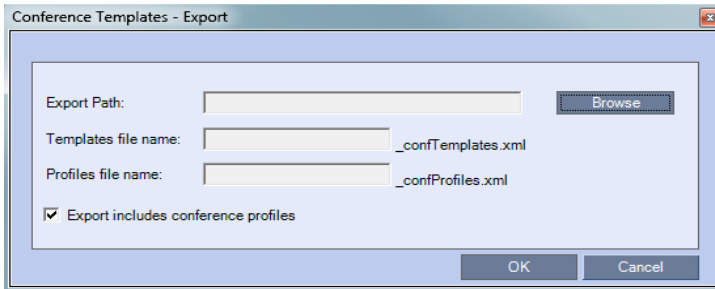 Conference Templates - Export
Export Path:
Browse
Templates file name:
_confTemplates.xml
Profiles file name:
_confProfiles.xml
Export includes conference profiles
OK
Cancel